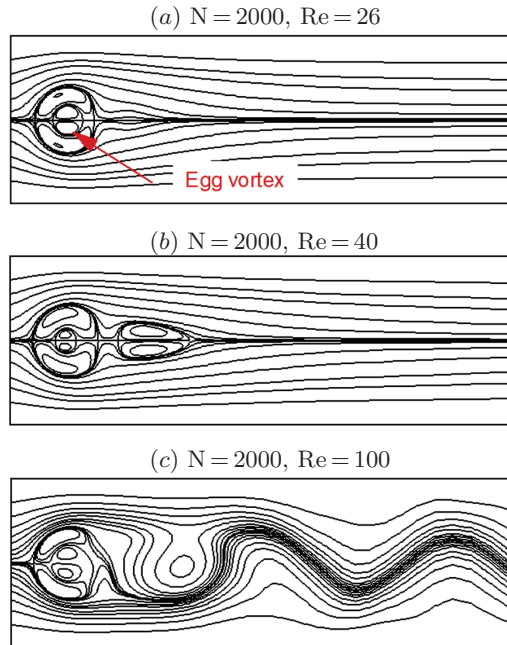 (a) N = 2000, Re = 26
Egg vortex
(b) N = 2000, Re = 40
(c) N = 2000, Re = 100